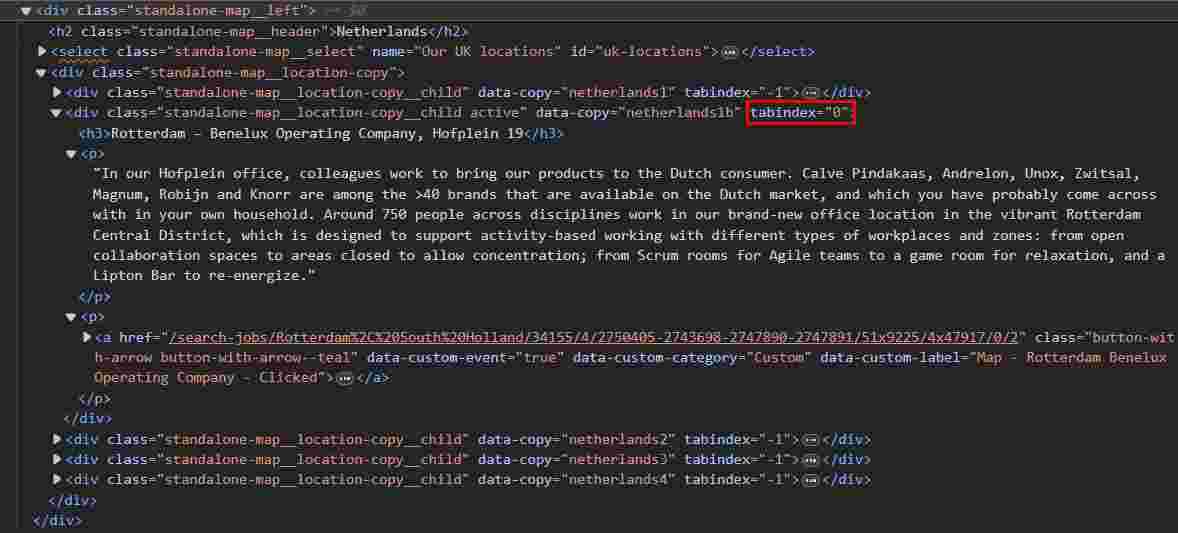 <div class="standalone-map__left"> == $0
<h2 class="standalone-map__header">Netherlands</h2>
<select class="standalone-map__select" name="Our UK locations" id="uk-locations">…</select>
<div class="standalone-map__location-copy">
<div class="standalone-map__location-copy__child" data-copy="netherlands1" tabindex="-1">…</div>
<div class="standalone-map__location-copy__child active" data-copy="netherlands1b" tabindex="0">
<h3>Rotterdam – Benelux Operating Company, Hofplein 19</h3>
<p>
"In our Hofplein office, colleagues work to bring our products to the Dutch consumer. Calve Pindakaas, Andrelon, Unox, Zwitsal,
Magnum, Robijn and Knorr are among the >40 brands that are available on the Dutch market, and which you have probably come across
with in your own household. Around 750 people across disciplines work in our brand-new office location in the vibrant Rotterdam
Central District, which is designed to support activity-based working with different types of workplaces and zones: from open
collaboration spaces to areas closed to allow concentration; from Scrum rooms for Agile teams to a game room for relaxation, and a
Lipton Bar to re-energize."
</p>
<p>
<a href="/search-jobs/Rotterdam%2C%20South%20Holland/34155/4/2750405-2743698-2747890-2747891/51x9225/4x47917/0/2" class="button-wit
h-arrow button-with-arrow--teal" data-custom-event="true" data-custom-category="Custom" data-custom-label="Map - Rotterdam Benelux
Operating Company - Clicked">…</a>
</p>
</div>
<div class="standalone-map__location-copy__child" data-copy="netherlands2" tabindex="-1">…</div>
<div class="standalone-map__location-copy__child" data-copy="netherlands3" tabindex="-1">…</div>
<div class="standalone-map__location-copy__child" data-copy="netherlands4" tabindex="-1">…</div>
</div>
</div>